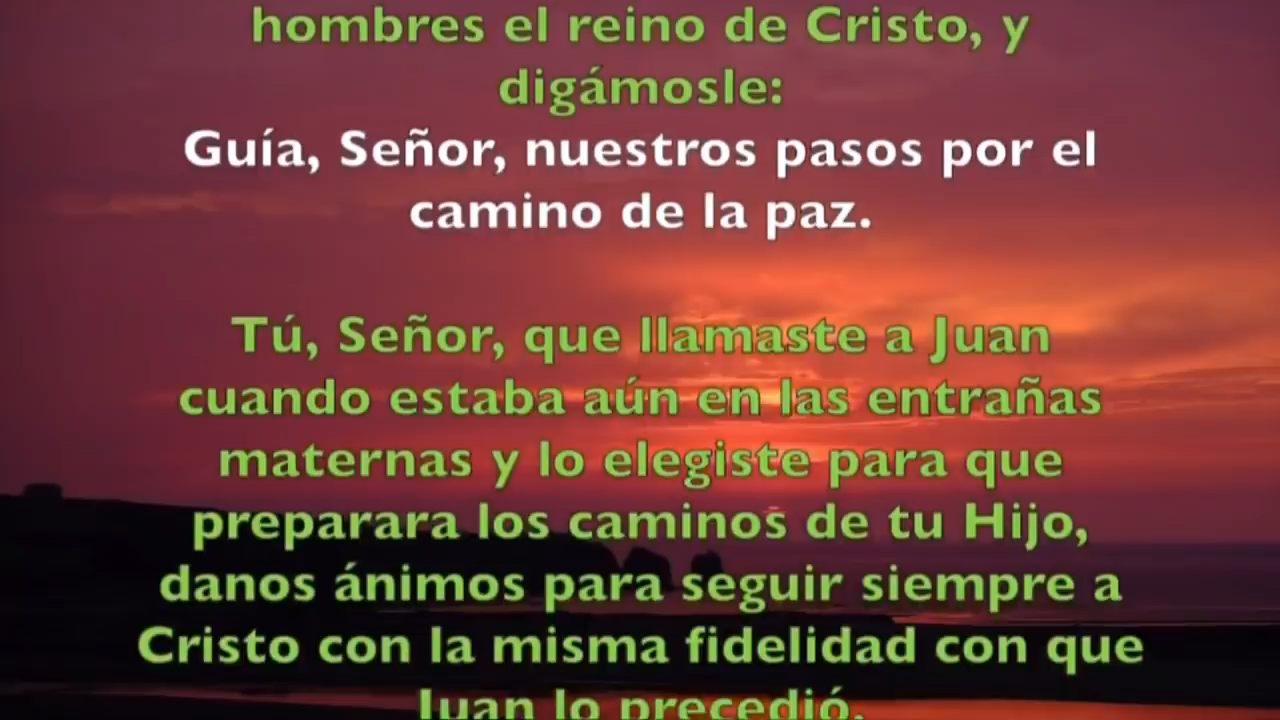 hombres el reino de Cristo, y
digámosle:
Guía, Señor, nuestros pasos por el
camino de la paz.
Tú, Señor, que llamaste a Juan
cuando estaba aún en las entrañas
maternas y lo elegiste para que
preparara los caminos de tu Hijo,
danos ánimos para seguir siempre a
Cristo con la misma fidelidad con que
Juan lo precedió.